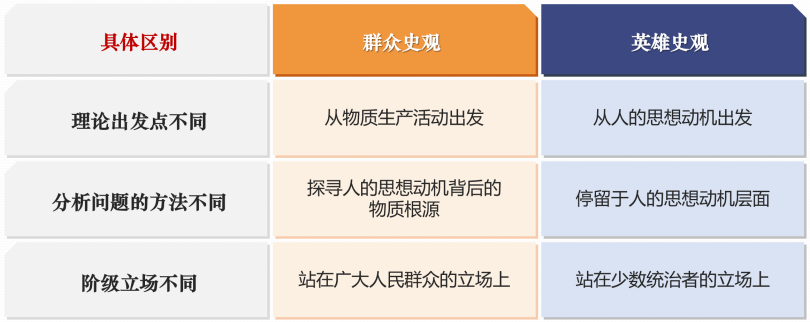 具体区别
群众史观
英雄史观
理论出发点不同
从物质生产活动出发
从人的思想动机出发
分析问题的方法不同
探寻人的思想动机背后的
物质根源
停留于人的思想动机层面
阶级立场不同
站在广大人民群众的立场上
站在少数统治者的立场上